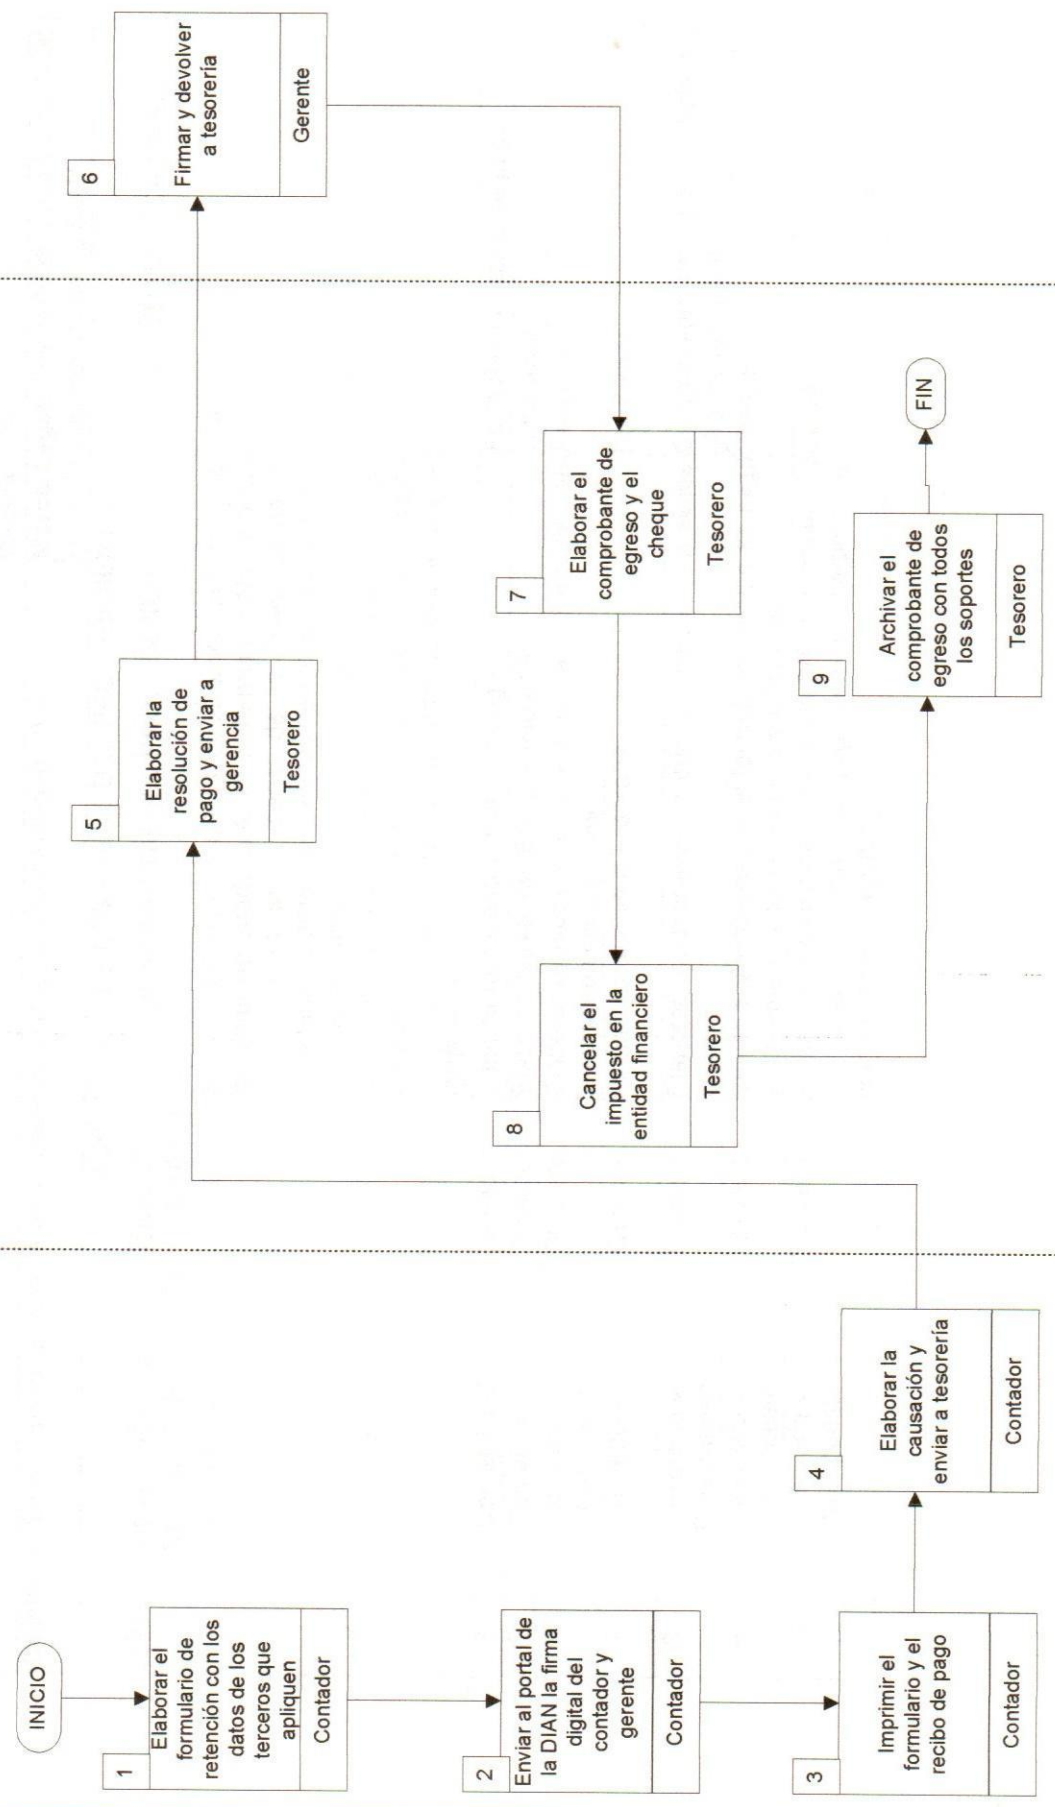 INICIO
1
Elaborar el
formulario de
retención con los
datos de los
terceros que
apliquen
Contador
2
Enviar al portal de
la DIAN la firma
digital del
contador y
gerente
Contador
3
Imprimir el
formulario y el
recibo de pago
Contador
4
Elaborar la
causación y
enviar a tesorería
Contador
5
Elaborar la
resolución de
pago y enviar a
gerencia
Tesorero
6
Firmar y devolver
a tesorería
Gerente
7
Elaborar el
comprobante de
egreso y el
cheque
Tesorero
8
Cancelar el
impuesto en la
entidad financiero
Tesorero
9
Archivar el
comprobante de
egreso con todos
los soportes
Tesorero
FIN